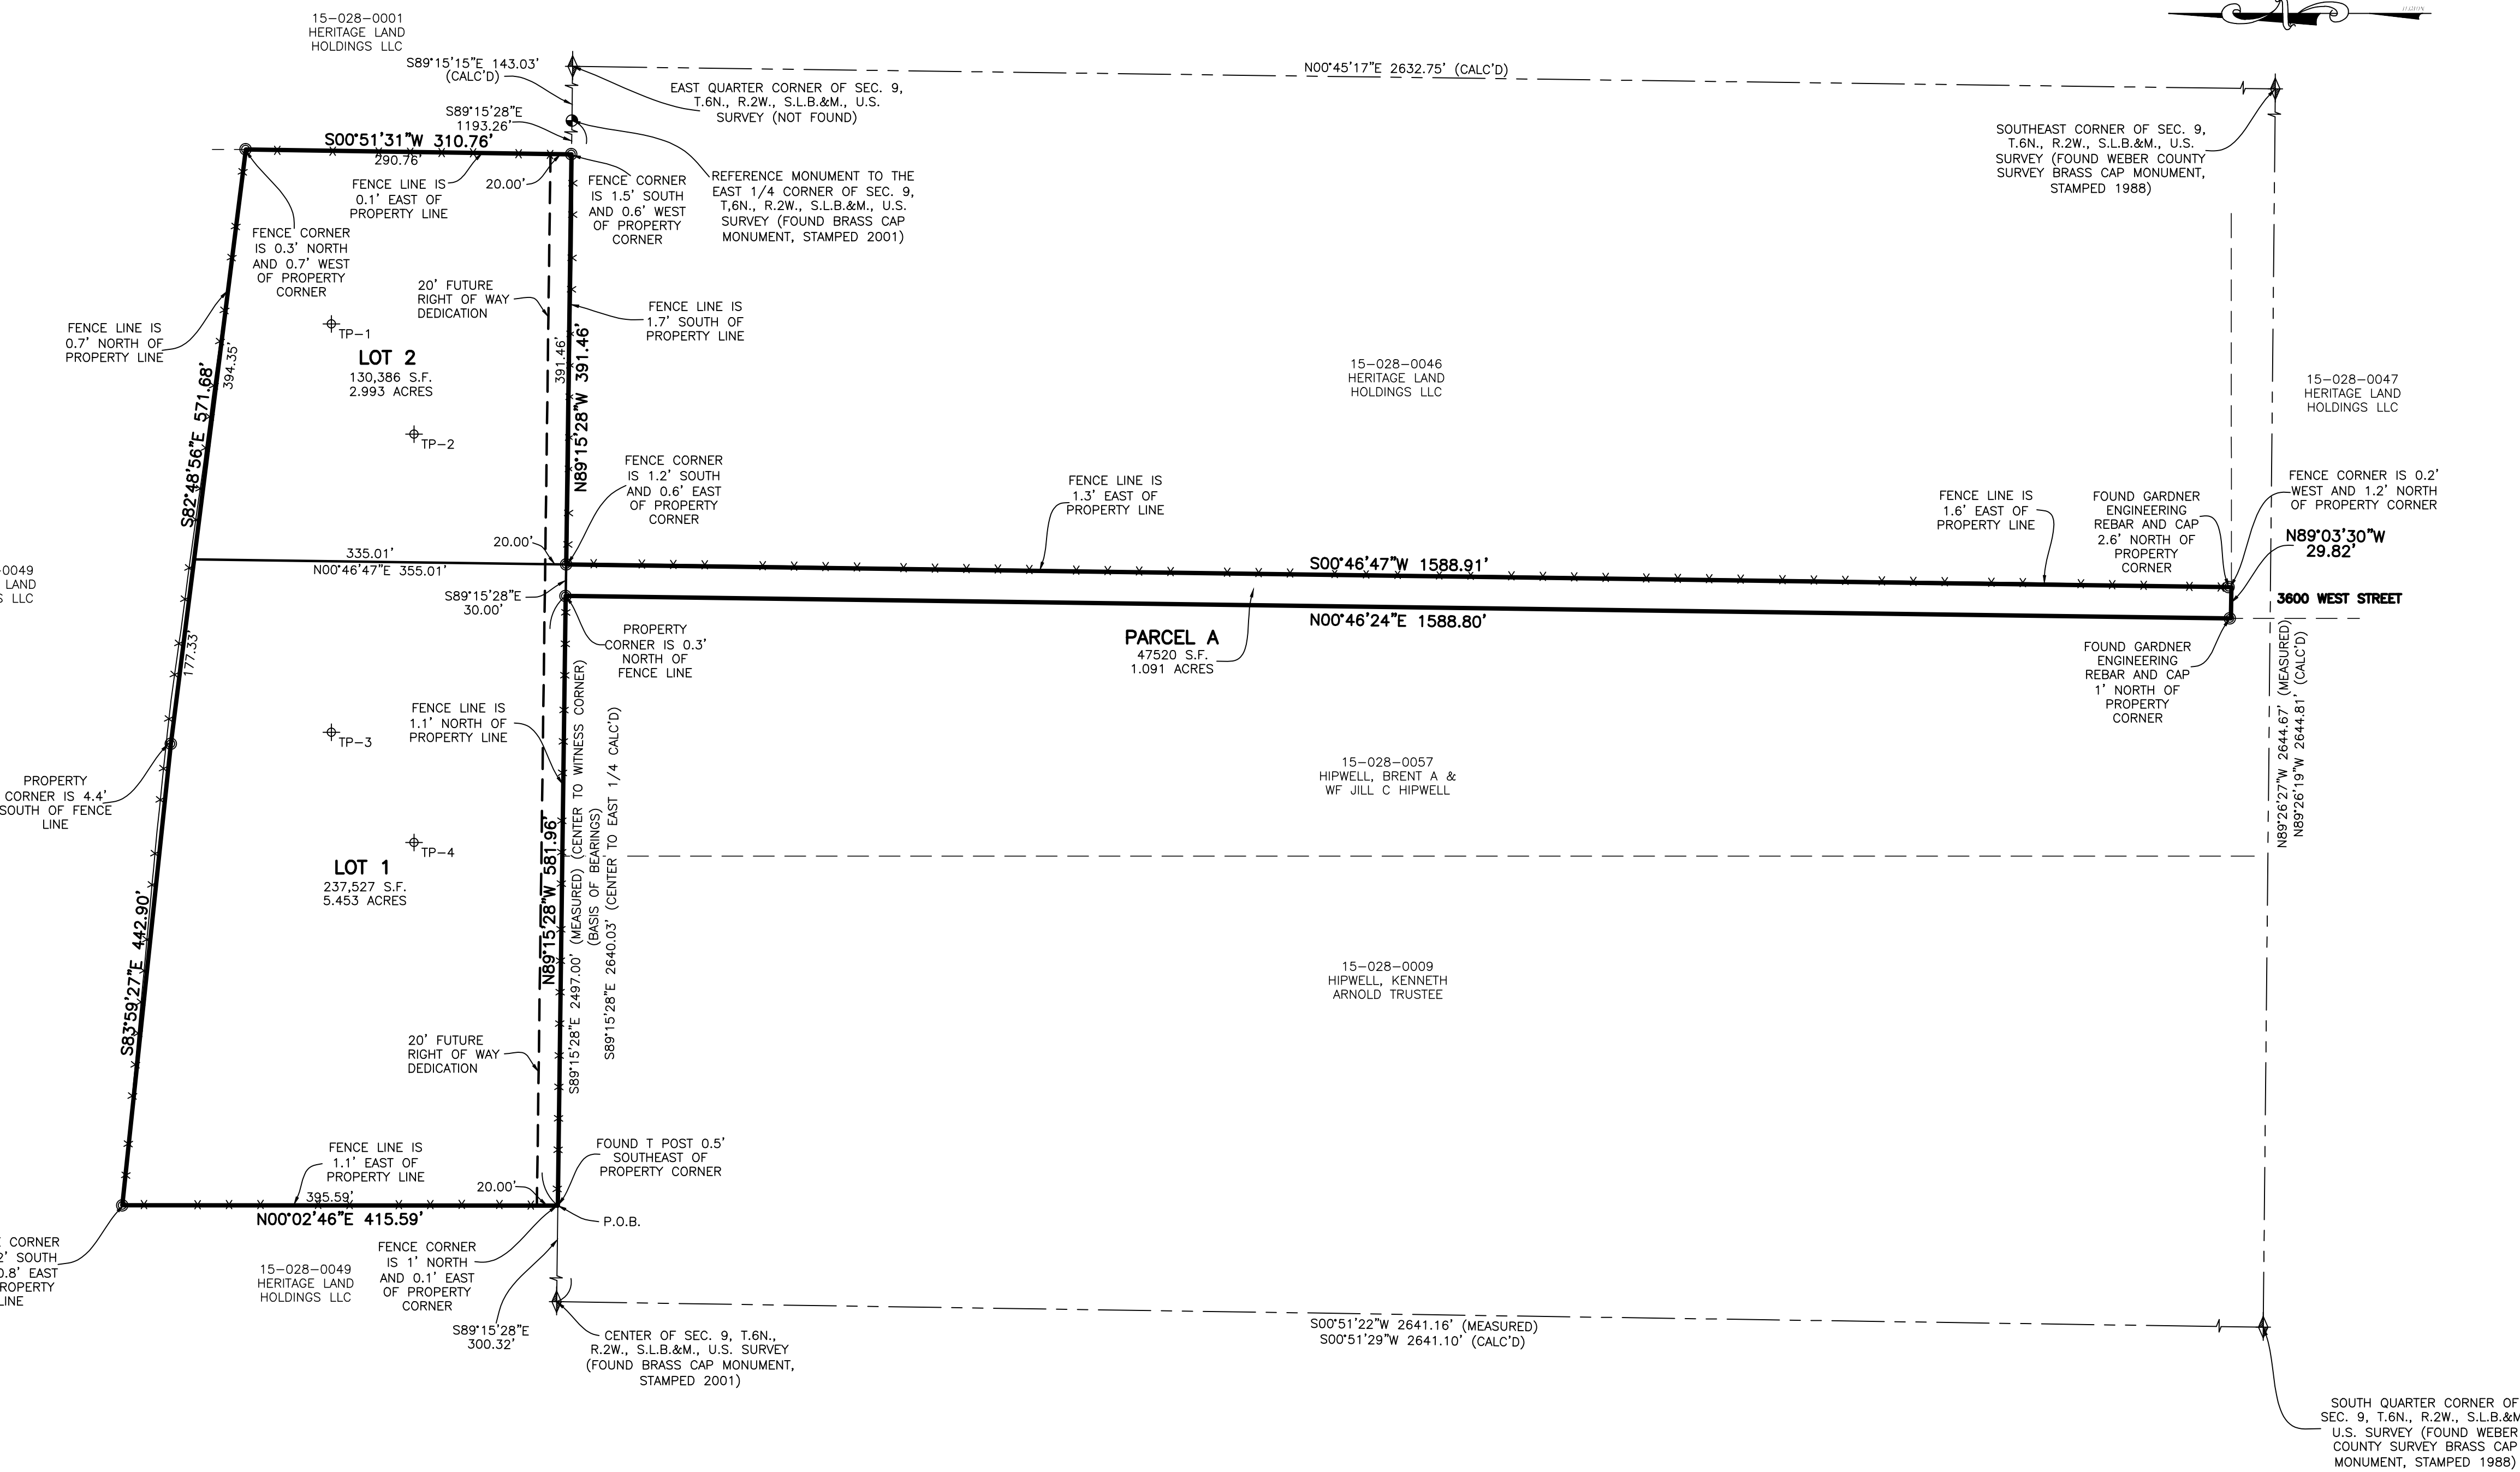 15-028-0001
HERITAGE LAND
HOLDINGS LLC
S89°15'15"E 143.03'
(CALC'D)
N00°45'17"E 2632.75' (CALC'D)
EAST QUARTER CORNER OF SEC. 9,
T.6N., R.2W., S.L.B.&M., U.S.
SURVEY (NOT FOUND)
S89°15'28"E
1193.26'
S00°51'31"W 310.76'
290.76'
20.00'
FENCE LINE IS
0.1' EAST OF
PROPERTY LINE
FENCE CORNER
IS 1.5' SOUTH
AND 0.6' WEST
OF PROPERTY
CORNER
REFERENCE MONUMENT TO THE
EAST 1/4 CORNER OF SEC. 9,
T,6N., R.2W., S.L.B.&M., U.S.
SURVEY (FOUND BRASS CAP
MONUMENT, STAMPED 2001)
SOUTHEAST CORNER OF SEC. 9,
T.6N., R.2W., S.L.B.&M., U.S.
SURVEY (FOUND WEBER COUNTY
SURVEY BRASS CAP MONUMENT,
STAMPED 1988)
FENCE CORNER
IS 0.3' NORTH
AND 0.7' WEST
OF PROPERTY
CORNER
20' FUTURE
RIGHT OF WAY
DEDICATION
FENCE LINE IS
1.7' SOUTH OF
PROPERTY LINE
FENCE LINE IS
0.7' NORTH OF
PROPERTY LINE
TP-1
LOT 2
130,386 S.F.
2.993 ACRES
394.35'
S82°48'56"E 571.68'
391.46'
N89°15'28"W 391.46'
TP-2
15-028-0046
HERITAGE LAND
HOLDINGS LLC
15-028-0047
HERITAGE LAND
HOLDINGS LLC
FENCE CORNER
IS 1.2' SOUTH
AND 0.6' EAST
OF PROPERTY
CORNER
FENCE LINE IS
1.3' EAST OF
PROPERTY LINE
FENCE LINE IS
1.6' EAST OF
PROPERTY LINE
FOUND GARDNER
ENGINEERING
REBAR AND CAP
2.6' NORTH OF
PROPERTY
CORNER
FENCE CORNER IS 0.2'
WEST AND 1.2' NORTH
OF PROPERTY CORNER
N89°03'30"W
29.82'
20.00'
335.01'
N00°46'47"E 355.01'
S00°46'47"W 1588.91'
-0049
LAND
S LLC
S89°15'28"E
30.00'
3600 WEST STREET
N00°46'24"E 1588.80'
PARCEL A
47520 S.F.
1.091 ACRES
PROPERTY
CORNER IS 0.3'
NORTH OF
FENCE LINE
FOUND GARDNER
ENGINEERING
REBAR AND CAP
1' NORTH OF
PROPERTY
CORNER
N89°26'27"W 2644.67' (MEASURED)
N89°26'19"W 2644.81' (CALC'D)
177.33'
FENCE LINE IS
1.1' NORTH OF
PROPERTY LINE
TP-3
PROPERTY
CORNER IS 4.4'
SOUTH OF FENCE
LINE
15-028-0057
HIPWELL, BRENT A &
WF JILL C HIPWELL
TP-4
LOT 1
237,527 S.F.
5.453 ACRES
S83°59'27"E 442.90'
N89°15'28"W 581.96'
S89°15'28"E 2497.00' (MEASURED) (CENTER TO WITNESS CORNER)
(BASIS OF BEARINGS)
S89°15'28"E 2640.03' (CENTER TO EAST 1/4 CALC'D)
15-028-0009
HIPWELL, KENNETH
ARNOLD TRUSTEE
20' FUTURE
RIGHT OF WAY
DEDICATION
FENCE LINE IS
1.1' EAST OF
PROPERTY LINE
FOUND T POST 0.5'
SOUTHEAST OF
PROPERTY CORNER
395.59'
20.00'
N00°02'46"E 415.59'
P.O.B.
CORNER
2' SOUTH
0.8' EAST
ROPERTY
LINE
15-028-0049
HERITAGE LAND
HOLDINGS LLC
FENCE CORNER
IS 1' NORTH
AND 0.1' EAST
OF PROPERTY
CORNER
S89°15'28"E
300.32'
CENTER OF SEC. 9, T.6N.,
R.2W., S.L.B.&M., U.S. SURVEY
(FOUND BRASS CAP MONUMENT,
STAMPED 2001)
S00°51'22"W 2641.16' (MEASURED)
S00°51'29"W 2641.10' (CALC'D)
SOUTH QUARTER CORNER OF
SEC. 9, T.6N., R.2W., S.L.B.&M
U.S. SURVEY (FOUND WEBER
COUNTY SURVEY BRASS CAP
MONUMENT, STAMPED 1988)